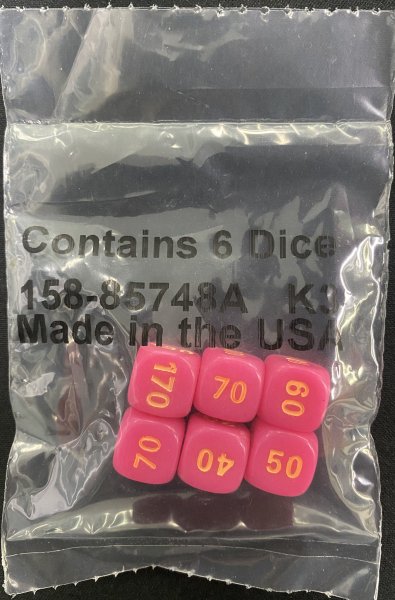 Contains 6 Dice
158-85748A K3
Made in the USA
170 70 60
70 40 50